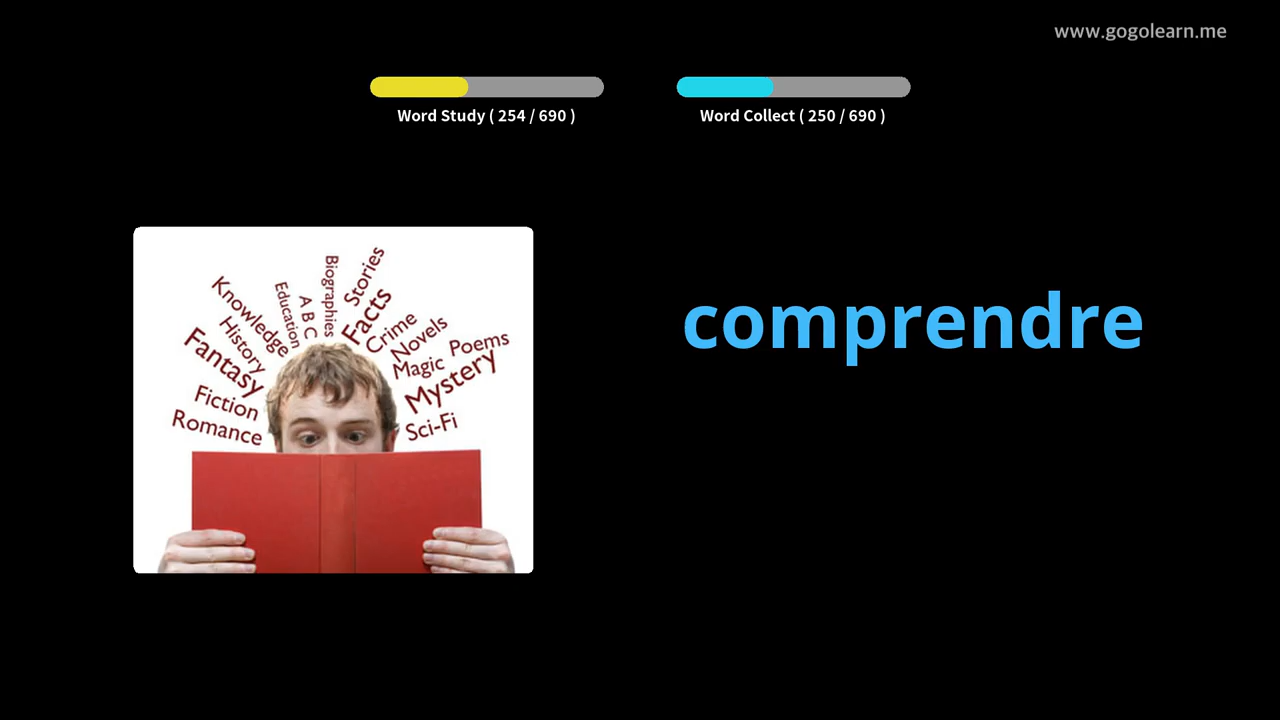 www.gogolearn.me
Word Study ( 254 / 690 )
Word Collect ( 250 / 690 )
comprendre
Stories
Biographies
Facts
A B C
Education
Knowledge
Crime
Novels
History
Poems
Fantasy
Magic
Mystery
Fiction
Sci-Fi
Romance